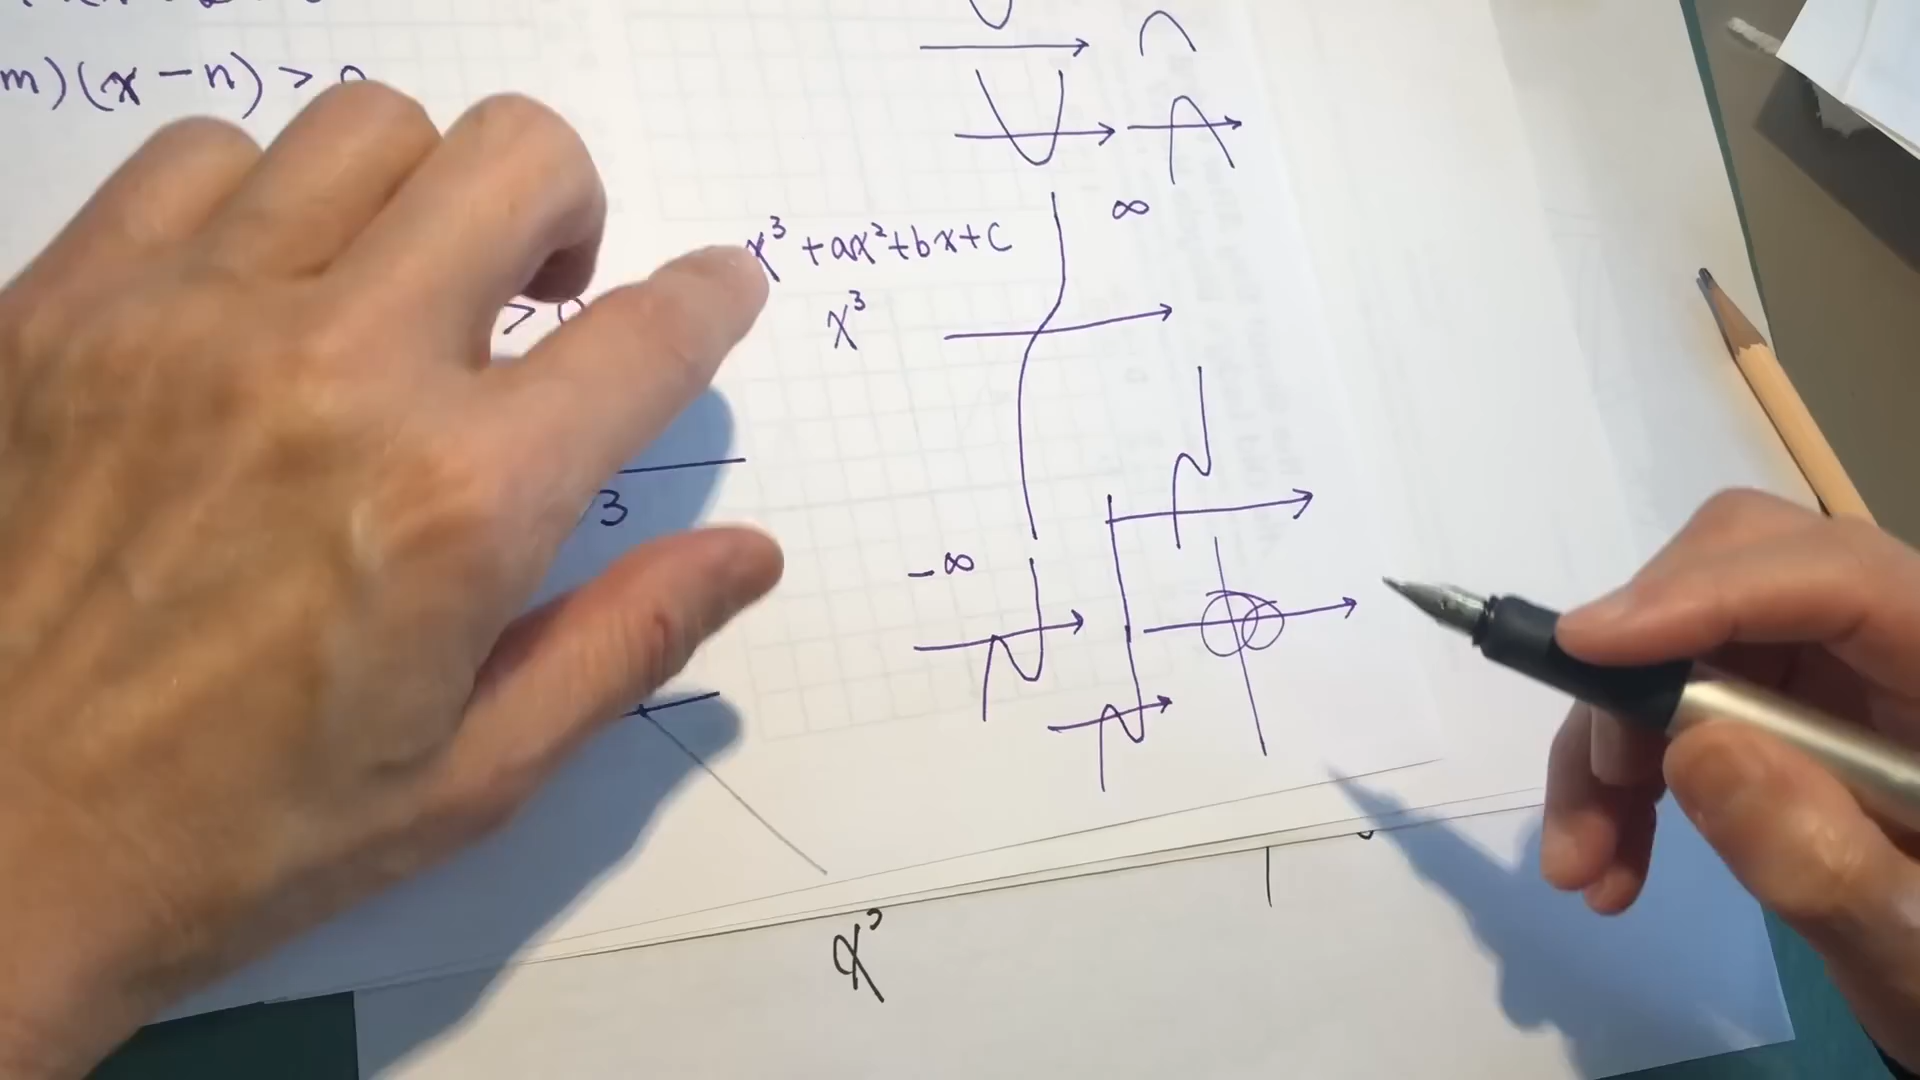 m)(x-n)>
∞
x³+ax²+bx+c
x³
>0
3
-∞
x³